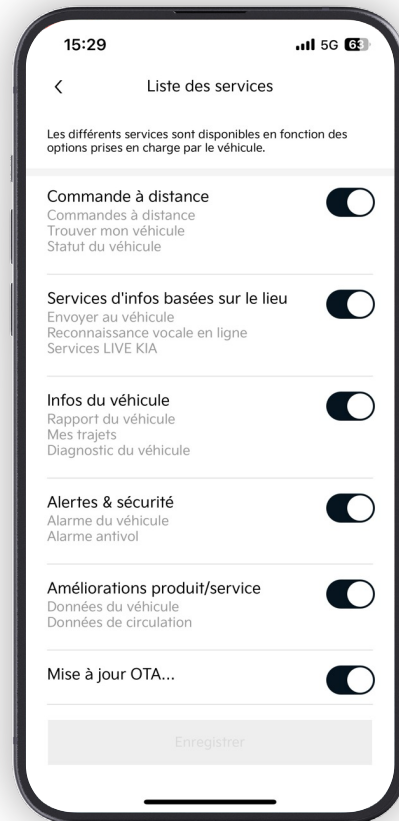 15:29
5G 63
Liste des services
Les différents services sont disponibles en fonction des
options prises en charge par le véhicule.
Commande à distance
Commandes à distance
Trouver mon véhicule
Statut du véhicule
Services d'infos basées sur le lieu
Envoyer au véhicule
Reconnaissance vocale en ligne
Services LIVE KIA
Infos du véhicule
Rapport du véhicule
Mes trajets
Diagnostic du véhicule
Alertes & sécurité
Alarme du véhicule
Alarme antivol
Améliorations produit/service
Données du véhicule
Données de circulation
Mise à jour OTA...
Enregistrer